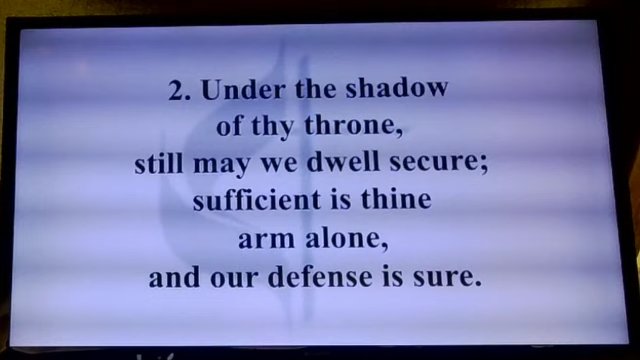 2. Under the shadow
of thy throne,
still may we dwell secure;
sufficient is thine
arm alone,
and our defense is sure.